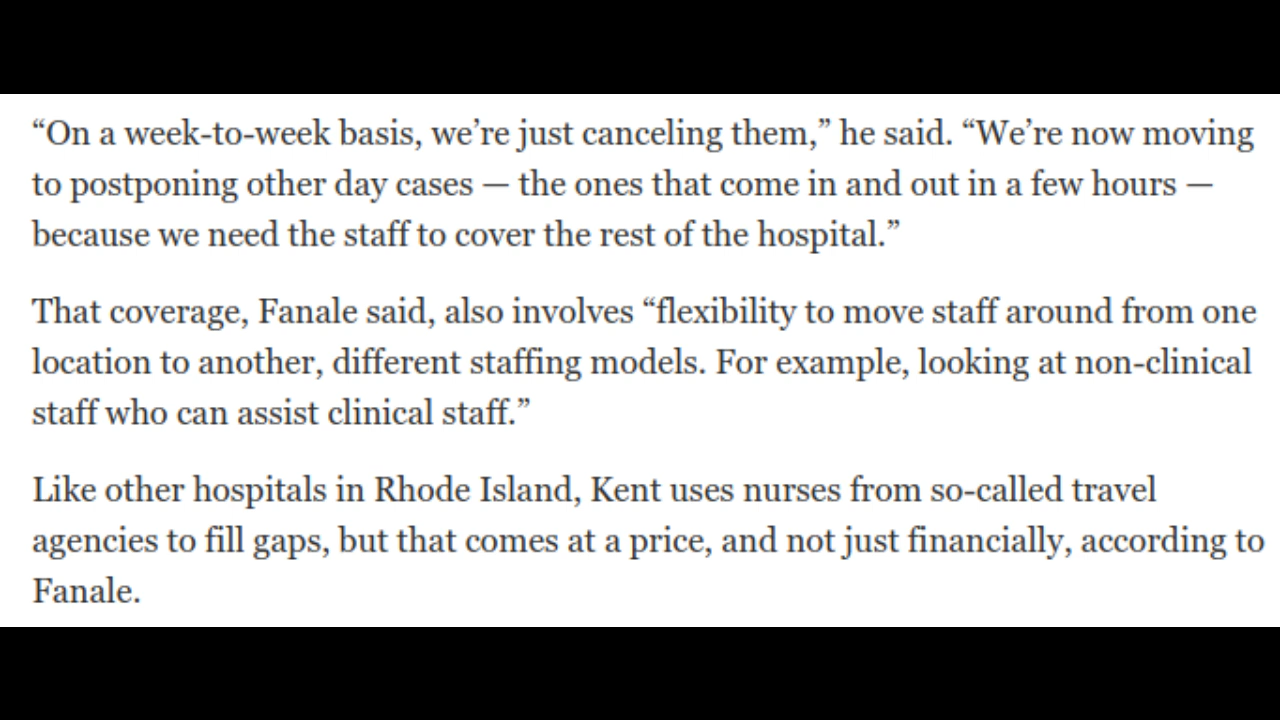 “On a week-to-week basis, we’re just canceling them,” he said. “We’re now moving
to postponing other day cases — the ones that come in and out in a few hours —
because we need the staff to cover the rest of the hospital.”
That coverage, Fanale said, also involves “flexibility to move staff around from one
location to another, different staffing models. For example, looking at non-clinical
staff who can assist clinical staff.”
Like other hospitals in Rhode Island, Kent uses nurses from so-called travel
agencies to fill gaps, but that comes at a price, and not just financially, according to
Fanale.